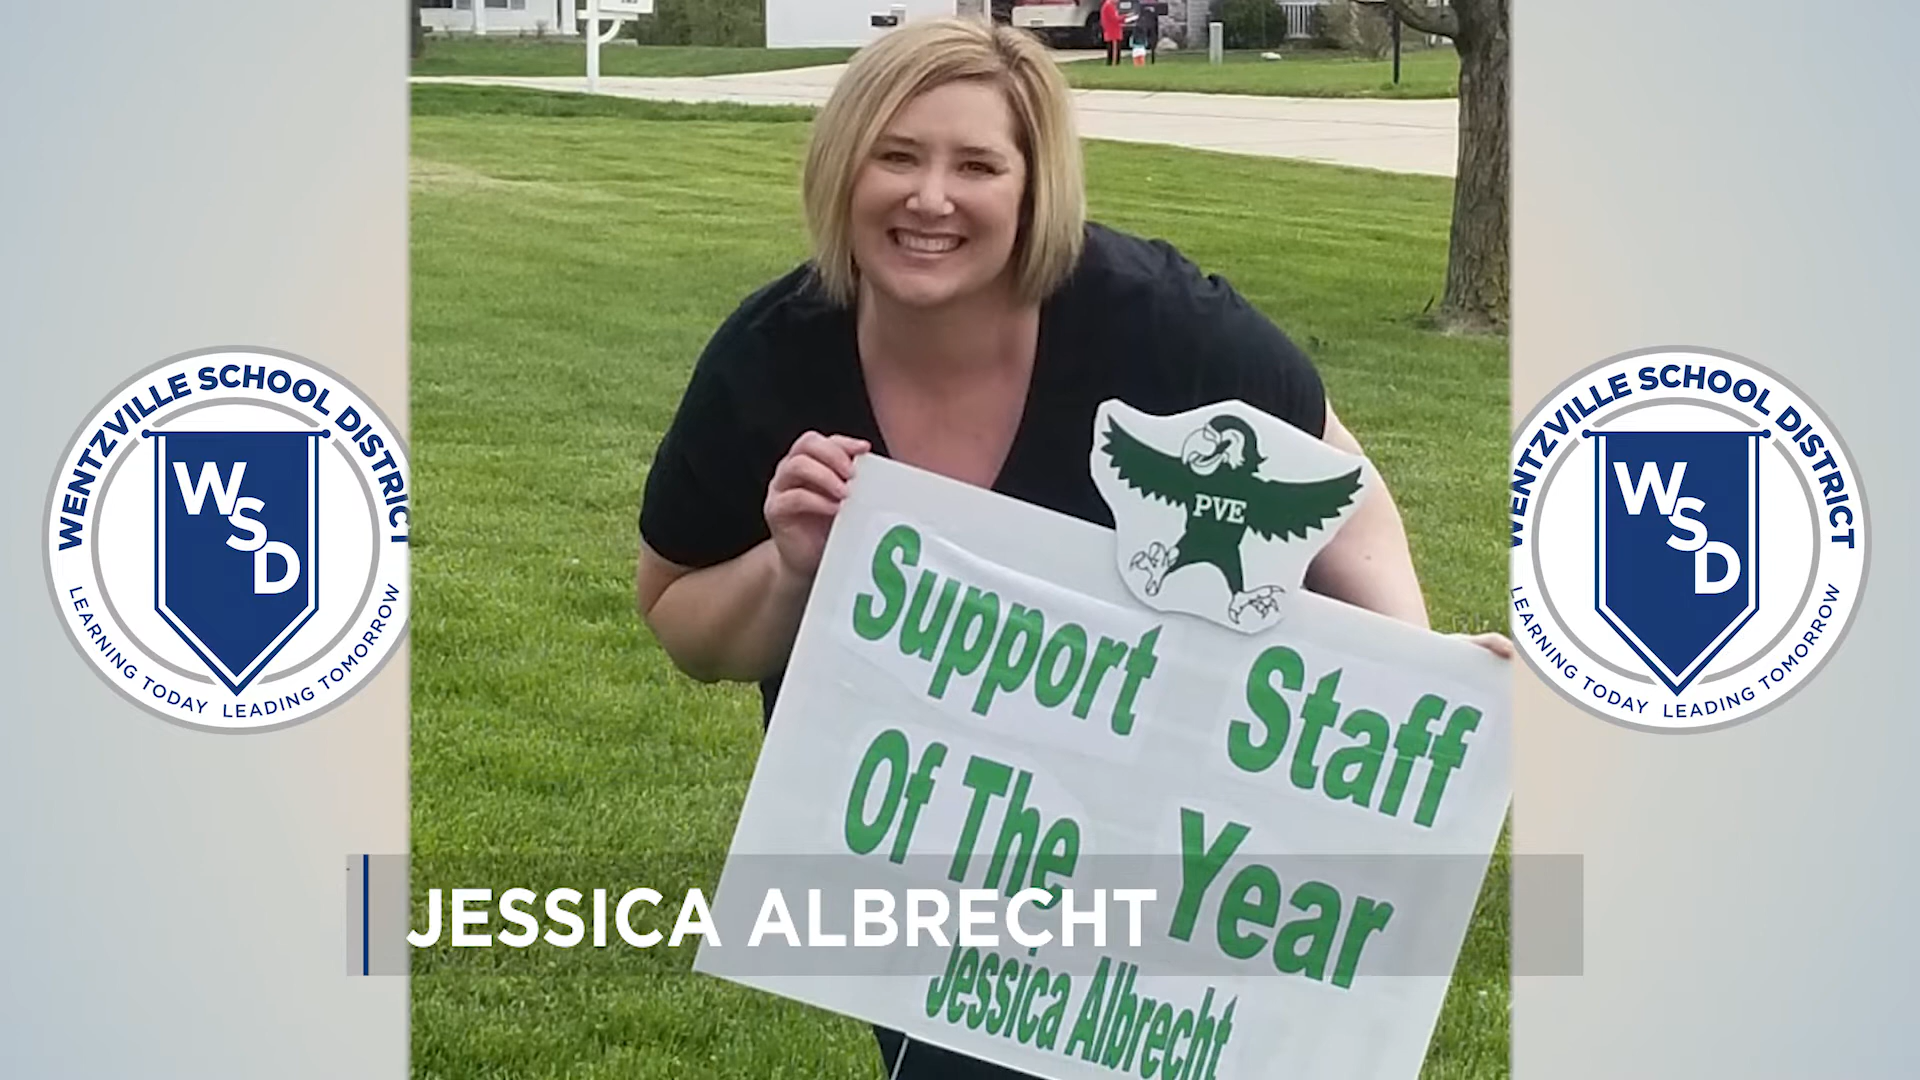 WENTZVILLE SCHOOL DISTRICT
WSD
LEARNING TODAY LEADING TOMORROW
PVE
Support Staff
Of The Year
Jessica Albrecht
JESSICA ALBRECHT
WENTZVILLE SCHOOL DISTRICT
WSD
LEARNING TODAY LEADING TOMORROW